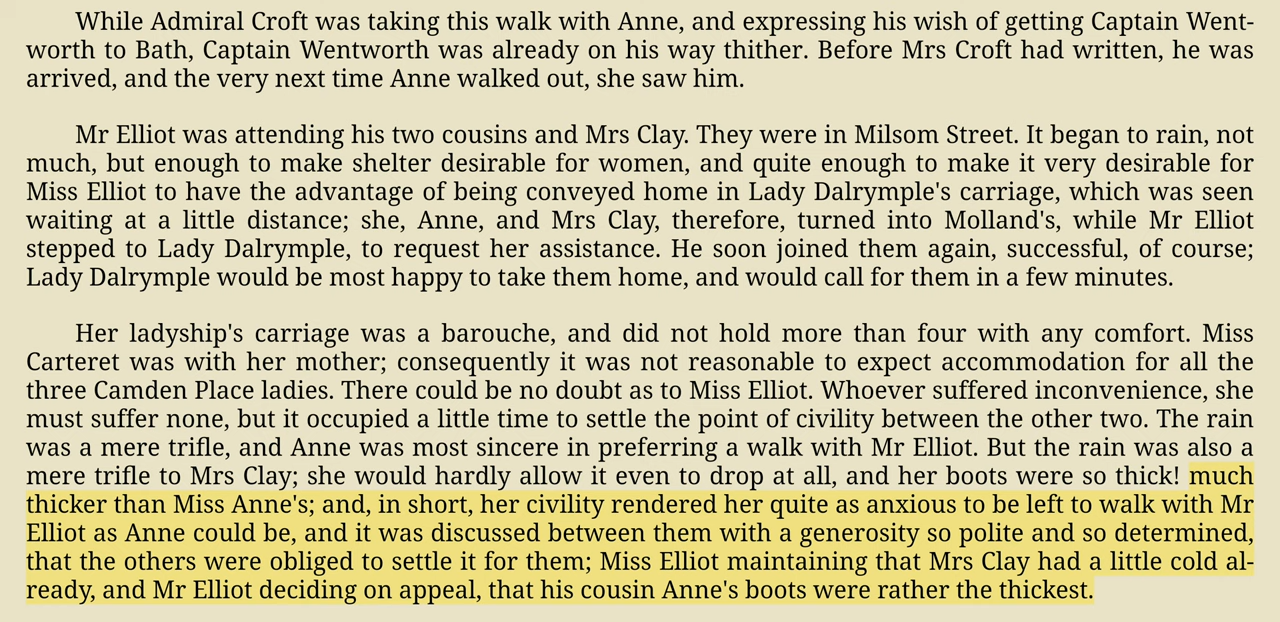 While Admiral Croft was taking this walk with Anne, and expressing his wish of getting Captain Went-
worth to Bath, Captain Wentworth was already on his way thither. Before Mrs Croft had written, he was
arrived, and the very next time Anne walked out, she saw him.
Mr Elliot was attending his two cousins and Mrs Clay. They were in Milsom Street. It began to rain, not
much, but enough to make shelter desirable for women, and quite enough to make it very desirable for
Miss Elliot to have the advantage of being conveyed home in Lady Dalrymple's carriage, which was seen
waiting at a little distance; she, Anne, and Mrs Clay, therefore, turned into Molland's, while Mr Elliot
stepped to Lady Dalrymple, to request her assistance. He soon joined them again, successful, of course;
Lady Dalrymple would be most happy to take them home, and would call for them in a few minutes.
Her ladyship's carriage was a barouche, and did not hold more than four with any comfort. Miss
Carteret was with her mother; consequently it was not reasonable to expect accommodation for all the
three Camden Place ladies. There could be no doubt as to Miss Elliot. Whoever suffered inconvenience, she
must suffer none, but it occupied a little time to settle the point of civility between the other two. The rain
was a mere trifle, and Anne was most sincere in preferring a walk with Mr Elliot. But the rain was also a
mere trifle to Mrs Clay; she would hardly allow it even to drop at all, and her boots were so thick! much
thicker than Miss Anne's; and, in short, her civility rendered her quite as anxious to be left to walk with Mr
Elliot as Anne could be, and it was discussed between them with a generosity so polite and so determined,
that the others were obliged to settle it for them; Miss Elliot maintaining that Mrs Clay had a little cold al-
ready, and Mr Elliot deciding on appeal, that his cousin Anne's boots were rather the thickest.